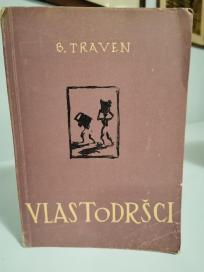 B. TRAVEN
VLASTODRŠCI